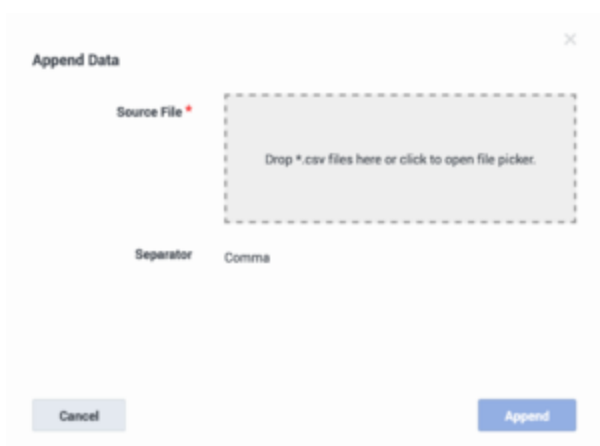 Append Data
Source File *
Drop *.csv files here or click to open file picker.
Separator
Comma
Cancel
Append